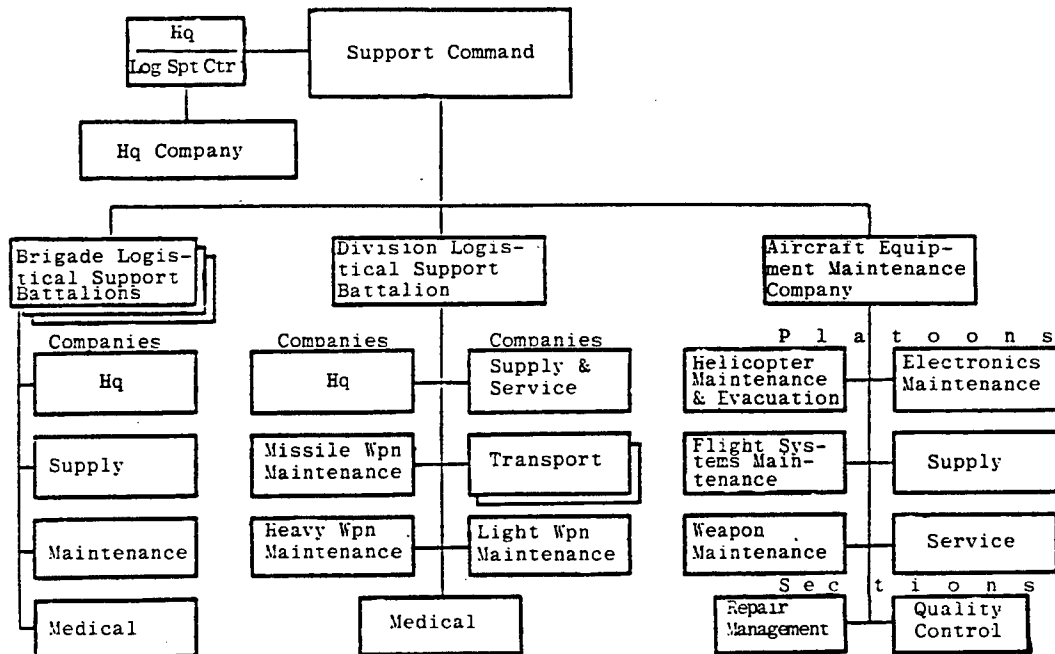 Hq
Log Spt Ctr
Support Command
Hq Company
Brigade Logis-
tical Support
Battalions
Division Logis-
tical Support
Battalion
Aircraft Equip-
ment Maintenance
Company
Companies
Hq
Supply
Maintenance
Medical
Companies
Hq
Missile Wpn
Maintenance
Heavy Wpn
Maintenance
Companies
Supply &
Service
Transport
Light Wpn
Maintenance
Medical
Platoons
Helicopter
Maintenance
& Evacuation
Electronics
Maintenance
Flight Sys-
tems Main-
tenance
Supply
Weapon
Maintenance
Service
Sections
Repair
Management
Quality
Control